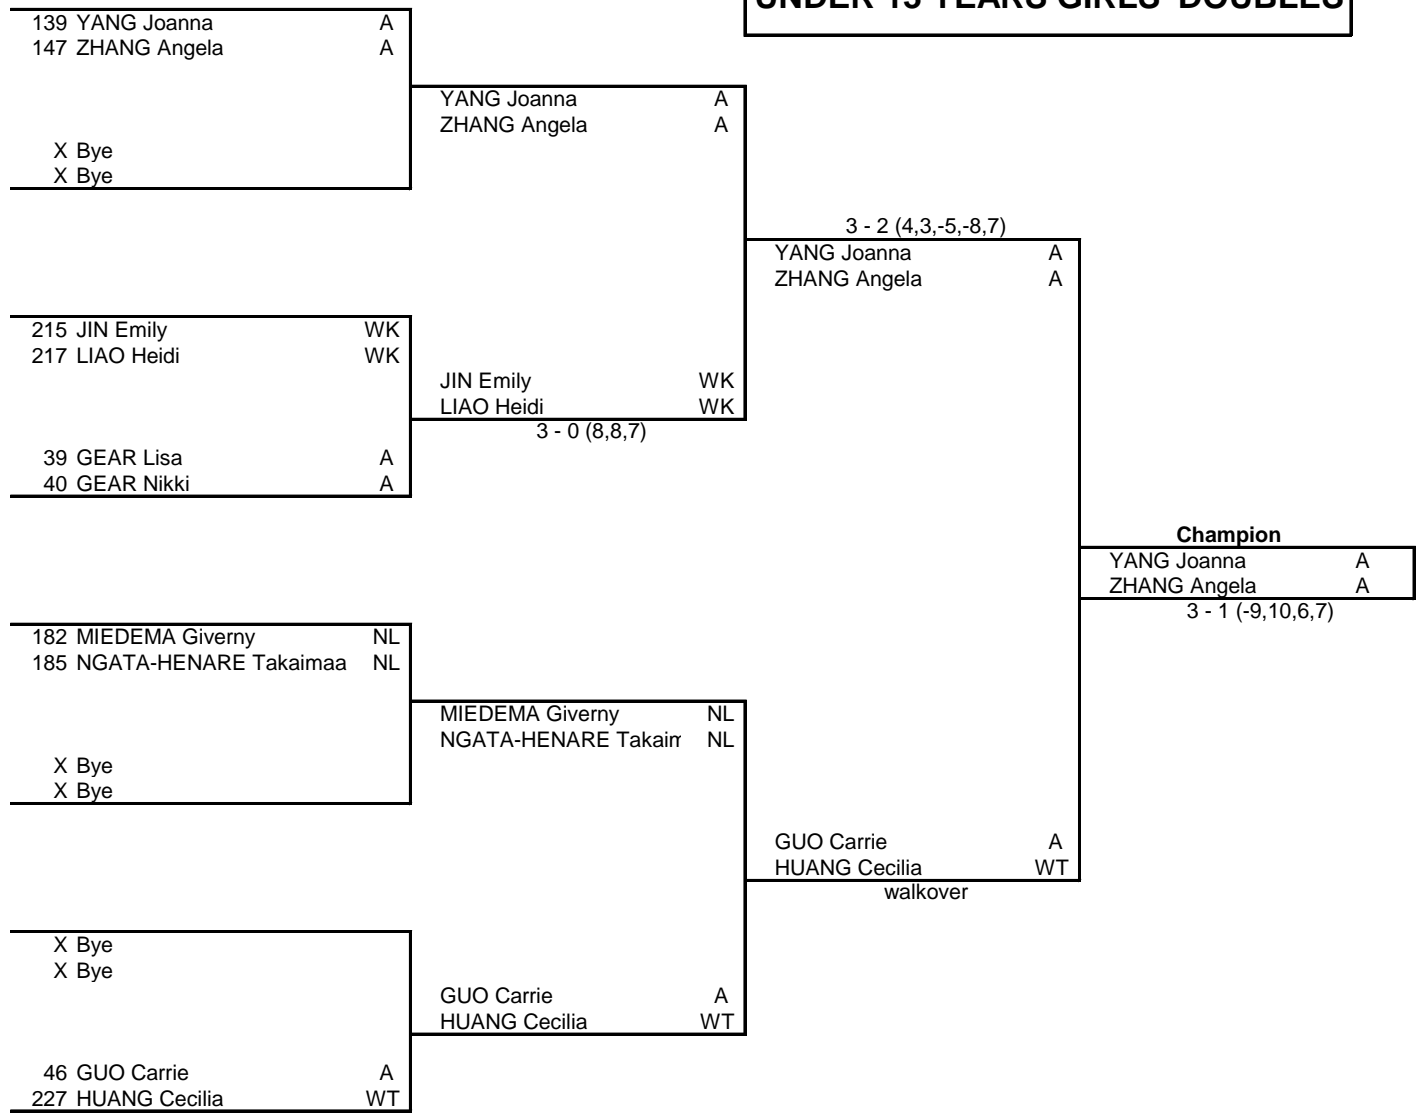 UNDER 13 YEARS GIRLS' DOUBLES
139 YANG Joanna A
147 ZHANG Angela A
YANG Joanna A
ZHANG Angela A
X Bye
X Bye
3 - 2 (4,3,-5,-8,7)
YANG Joanna A
ZHANG Angela A
215 JIN Emily WK
217 LIAO Heidi WK
JIN Emily WK
LIAO Heidi WK
3 - 0 (8,8,7)
39 GEAR Lisa A
40 GEAR Nikki A
Champion
YANG Joanna A
ZHANG Angela A
3 - 1 (-9,10,6,7)
182 MIEDEMA Giverny NL
185 NGATA-HENARE Takaimaa NL
MIEDEMA Giverny NL
NGATA-HENARE Takaim NL
X Bye
X Bye
GUO Carrie A
HUANG Cecilia WT
walkover
X Bye
X Bye
GUO Carrie A
HUANG Cecilia WT
46 GUO Carrie A
227 HUANG Cecilia WT